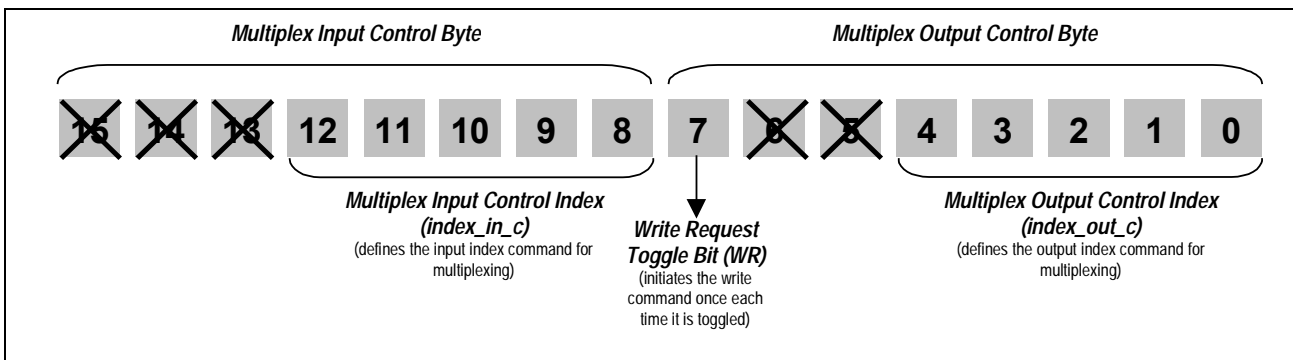 Multiplex Input Control Byte Multiplex Output Control Byte
15 14 13 12 11 10 9 8 7 6 5 4 3 2 1 0
Multiplex Input Control Index
(index_in_c)
(defines the input index command for
multiplexing)
Write Request
Toggle Bit (WR)
(initiates the write
command once each
time it is toggled)
Multiplex Output Control Index
(index_out_c)
(defines the output index command for
multiplexing)